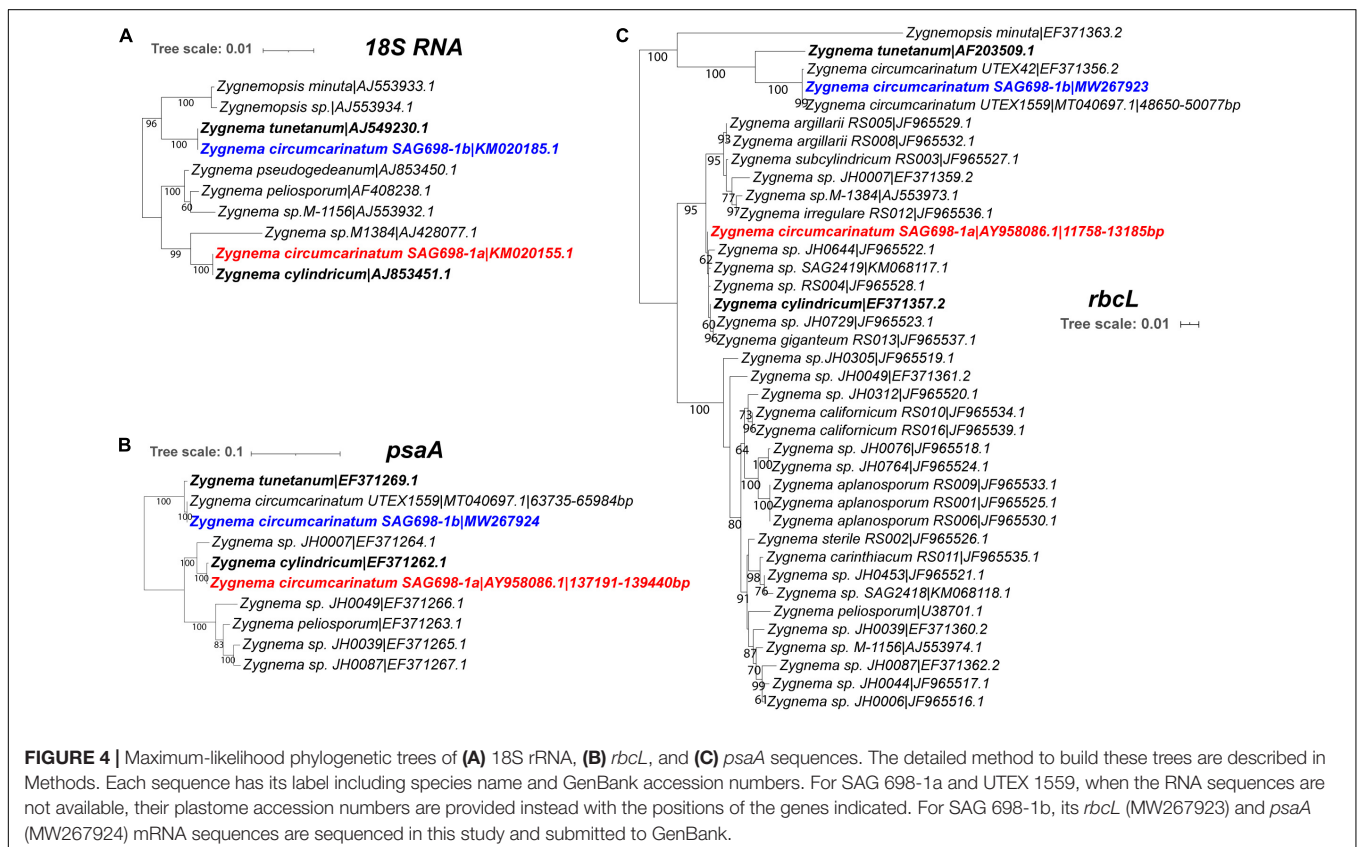 A
Tree scale: 0.01
18S RNA
Zygnemopsis minuta|AJ553933.1
100
Zygnemopsis sp.|AJ553934.1
96
Zygnema tunetanum|AJ549230.1
100
Zygnema circumcarinatum SAG698-1b|KM020185.1
Zygnema pseudogedeanum|AJ853450.1
100
Zygnema peliosporum|AF408238.1
60
Zygnema sp.M-1156|AJ553932.1
Zygnema sp.M1384|AJ428077.1
99
Zygnema circumcarinatum SAG698-1a|KM020155.1
100
Zygnema cylindricum|AJ853451.1
B
Tree scale: 0.1
psaA
Zygnema tunetanum|EF371269.1
100
Zygnema circumcarinatum UTEX1559|MT040697.1|63735-65984bp
100
Zygnema circumcarinatum SAG698-1b|MW267924
Zygnema sp. JH0007|EF371264.1
100
Zygnema cylindricum|EF371262.1
100
Zygnema circumcarinatum SAG698-1a|AY958086.1|137191-139440bp
Zygnema sp. JH0049|EF371266.1
100
Zygnema peliosporum|EF371263.1
83
Zygnema sp. JH0039|EF371265.1
100
Zygnema sp. JH0087|EF371267.1
C
Zygnemopsis minuta|EF371363.2
100
Zygnema tunetanum|AF203509.1
100
Zygnema circumcarinatum UTEX42|EF371356.2
100
Zygnema circumcarinatum SAG698-1b|MW267923
99
Zygnema circumcarinatum UTEX1559|MT040697.1|48650-50077bp
Zygnema argillarii RS005|JF965529.1
93
Zygnema argillarii RS008|JF965532.1
95
Zygnema subcylindricum RS003|JF965527.1
Zygnema sp. JH0007|EF371359.2
77
Zygnema sp.M-1384|AJ553973.1
97
Zygnema irregulare RS012|JF965536.1
95
Zygnema circumcarinatum SAG698-1a|AY958086.1|11758-13185bp
Zygnema sp. JH0644|JF965522.1
62
Zygnema sp. SAG2419|KM068117.1
Zygnema sp. RS004|JF965528.1
Zygnema cylindricum|EF371357.2
60
Zygnema sp. JH0729|JF965523.1
96
Zygnema giganteum RS013|JF965537.1
rbcL
Tree scale: 0.01
Zygnema sp.JH0305|JF965519.1
Zygnema sp. JH0049|EF371361.2
100
Zygnema sp. JH0312|JF965520.1
73
Zygnema californicum RS010|JF965534.1
96
Zygnema californicum RS016|JF965539.1
64
Zygnema sp. JH0076|JF965518.1
100
Zygnema sp. JH0764|JF965524.1
100
Zygnema aplanosporum RS009|JF965533.1
Zygnema aplanosporum RS001|JF965525.1
100
Zygnema aplanosporum RS006|JF965530.1
80
Zygnema sterile RS002|JF965526.1
Zygnema carinthiacum RS011|JF965535.1
98
Zygnema sp. JH0453|JF965521.1
76
Zygnema sp. SAG2418|KM068118.1
91
Zygnema peliosporum|U38701.1
Zygnema sp. JH0039|EF371360.2
87
Zygnema sp. M-1156|AJ553974.1
70
Zygnema sp. JH0087|EF371362.2
99
Zygnema sp. JH0044|JF965517.1
61
Zygnema sp. JH0006|JF965516.1
FIGURE 4 | Maximum-likelihood phylogenetic trees of (A) 18S rRNA, (B) rbcL, and (C) psaA sequences. The detailed method to build these trees are described in
Methods. Each sequence has its label including species name and GenBank accession numbers. For SAG 698-1a and UTEX 1559, when the RNA sequences are
not available, their plastome accession numbers are provided instead with the positions of the genes indicated. For SAG 698-1b, its rbcL (MW267923) and psaA
(MW267924) mRNA sequences are sequenced in this study and submitted to GenBank.